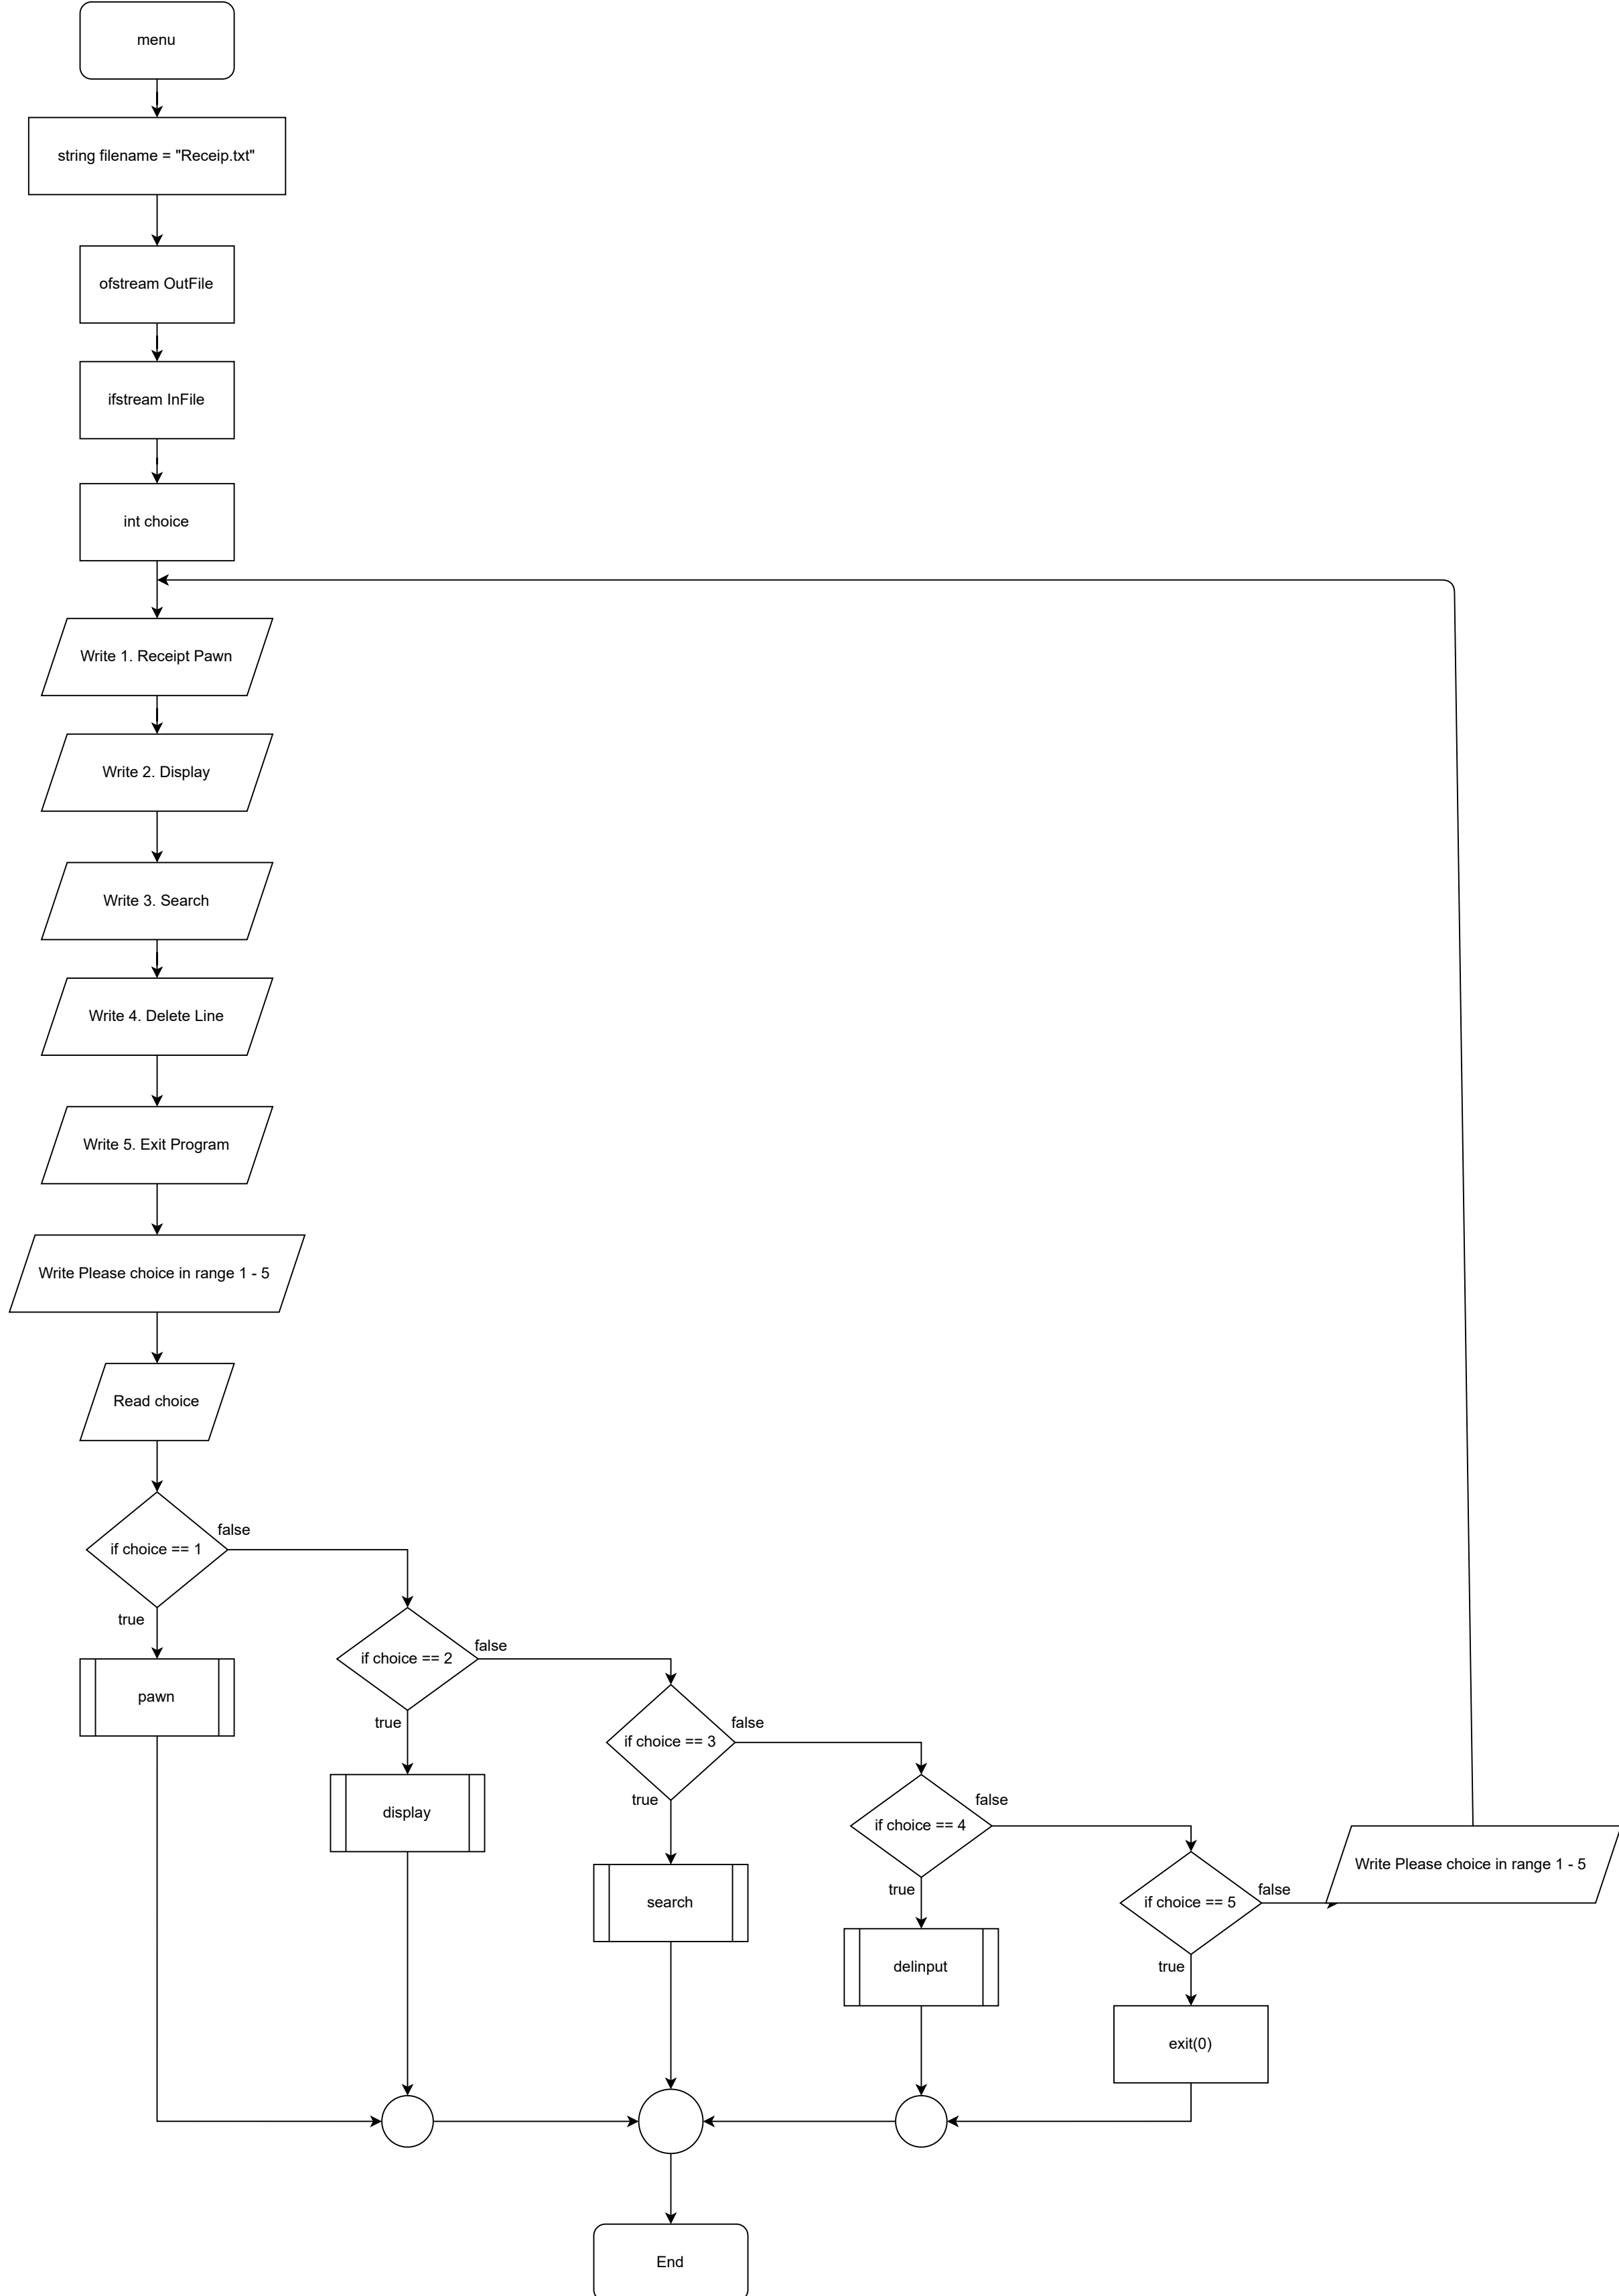 menu
string filename = "Receip.txt"
ofstream OutFile
ifstream InFile
int choice
Write 1. Receipt Pawn
Write 2. Display
Write 3. Search
Write 4. Delete Line
Write 5. Exit Program
Write Please choice in range 1 - 5
Read choice
if choice == 1
false
true
pawn
if choice == 2
false
true
display
if choice == 3
false
true
search
if choice == 4
false
true
delinput
if choice == 5
false
true
exit(0)
Write Please choice in range 1 - 5
End